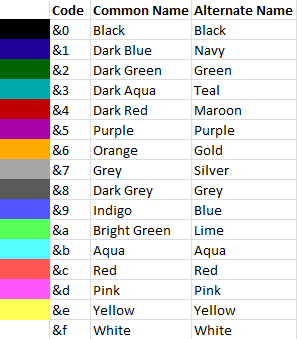 Code Common Name Alternate Name
&0 Black Black
&1 Dark Blue Navy
&2 Dark Green Green
&3 Dark Aqua Teal
&4 Dark Red Maroon
&5 Purple Purple
&6 Orange Gold
&7 Grey Silver
&8 Dark Grey Grey
&9 Indigo Blue
&a Bright Green Lime
&b Aqua Aqua
&c Red Red
&d Pink Pink
&e Yellow Yellow
&f White White